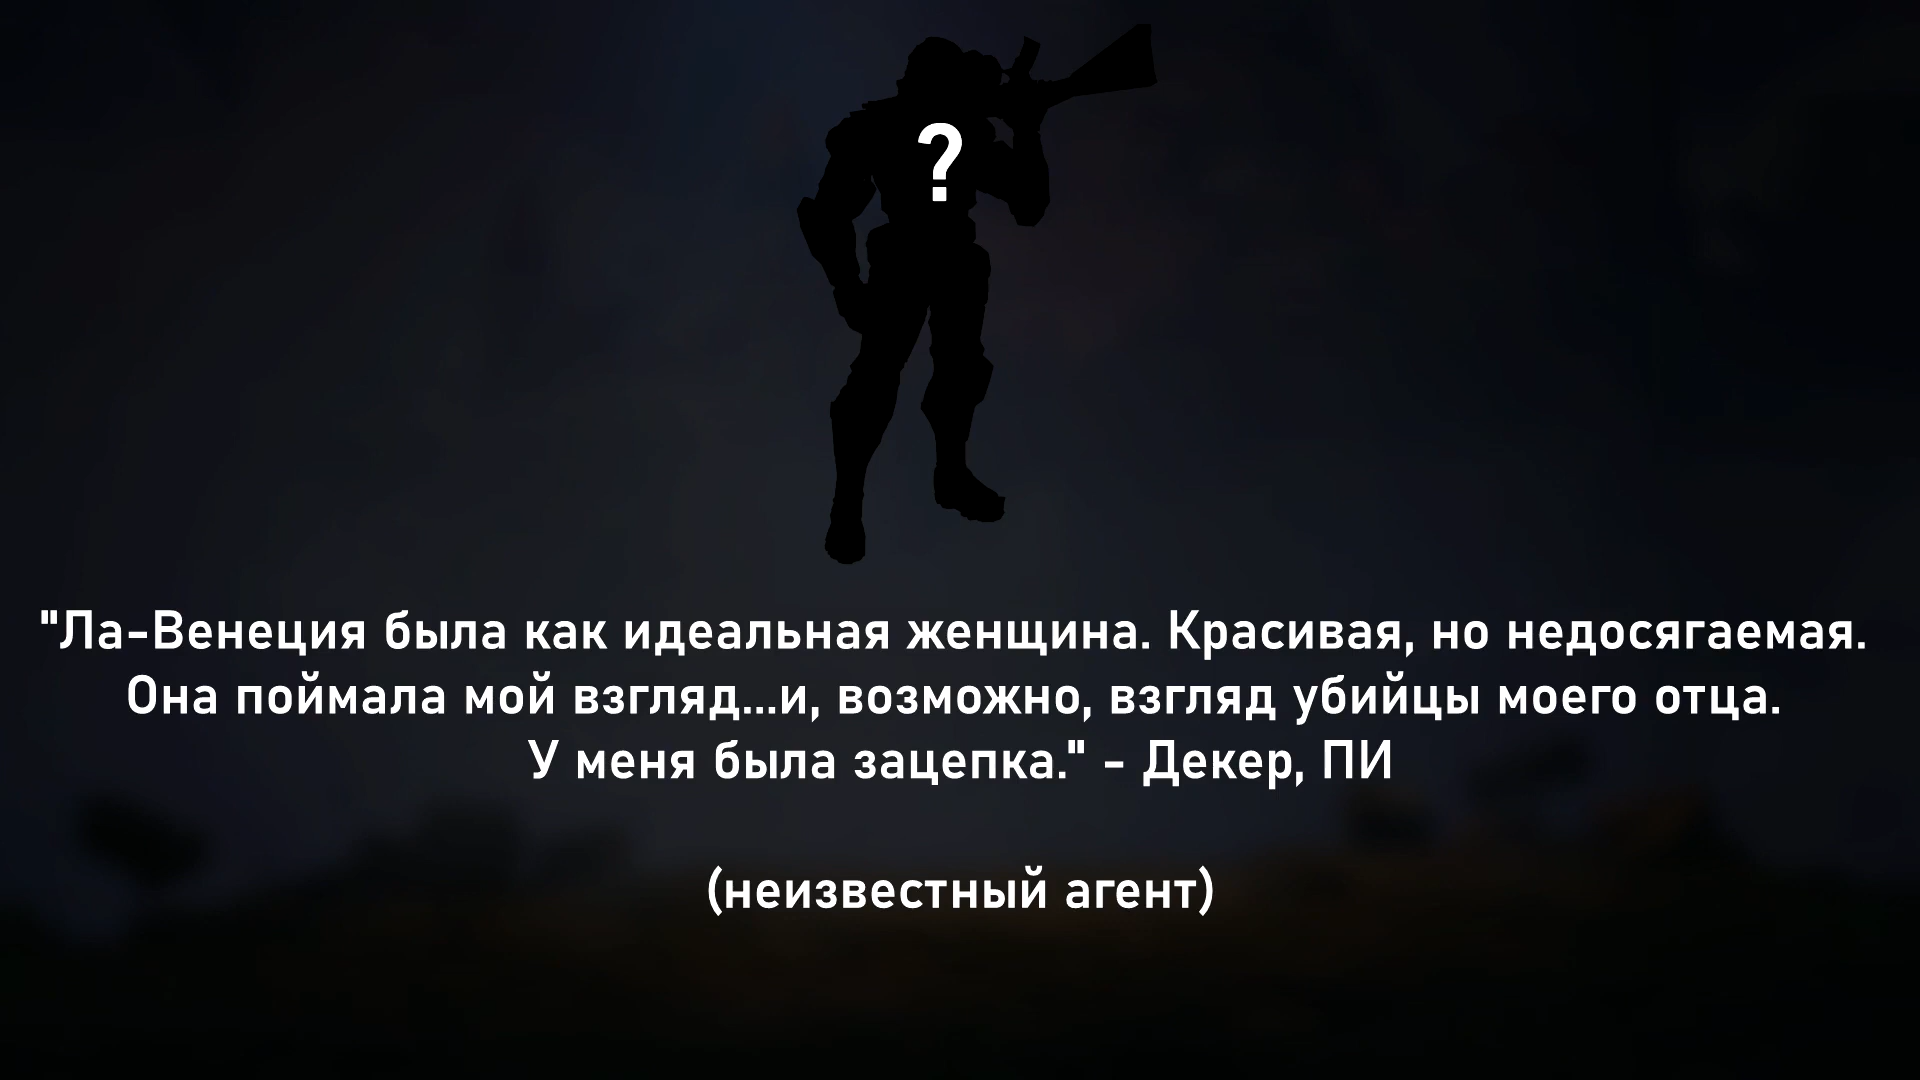 ?
"Ла-Венеция была как идеальная женщина. Красивая, но недосягаемая.
Она поймала мой взгляд...и, возможно, взгляд убийцы моего отца.
У меня была зацепка." - Декер, ПИ
(неизвестный агент)